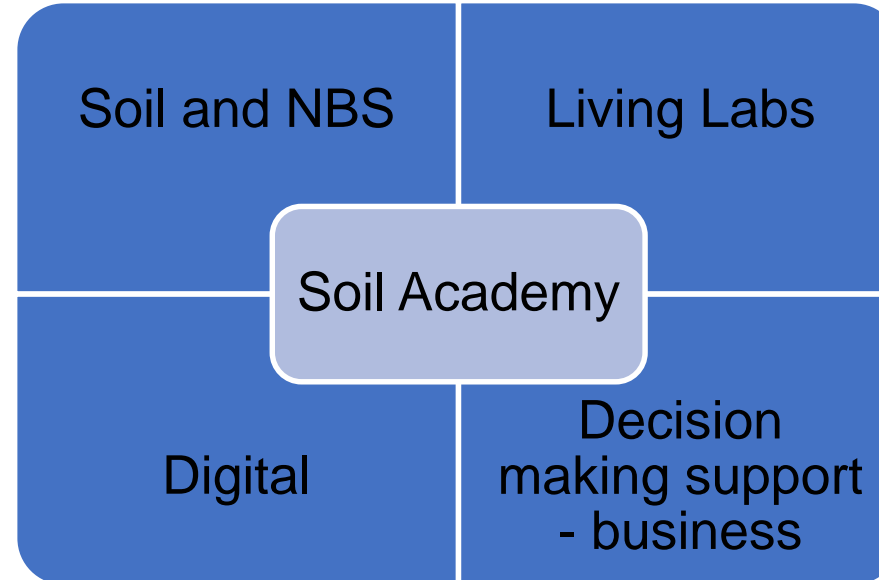 Soil and NBS
Living Labs
Soil Academy
Digital
Decision
making support
- business